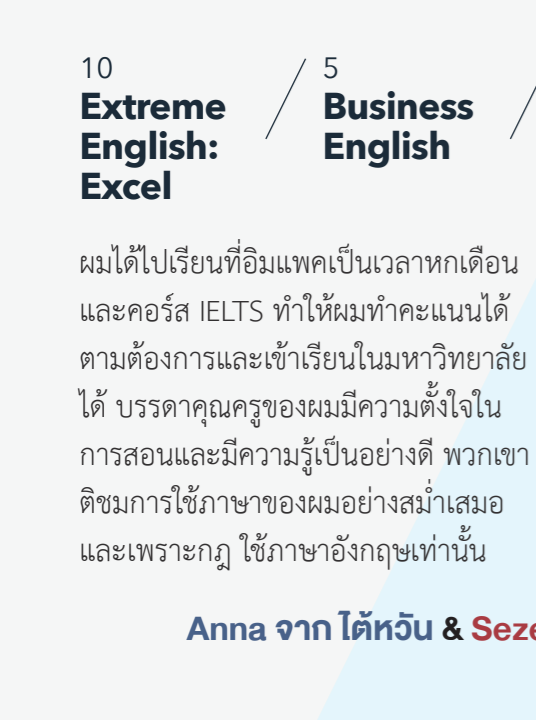 10
Extreme
English:
Excel
5
Business
English
ผมได้ไปเรียนที่อิมแพคเป็นเวลาหกเดือน
และคอร์ส IELTS ทำให้ผมทำคะแนนได้
ตามต้องการและเข้าเรียนในมหาวิทยาลัย
ได้ บรรดาคุณครูของผมมีความตั้งใจใน
การสอนและมีความรู้เป็นอย่างดี พวกเขา
ติชมการใช้ภาษาของผมอย่างสม่ำเสมอ
และเพราะกฎ ใช้ภาษาอังกฤษเท่านั้น
Anna จาก ไต้หวัน & Seze